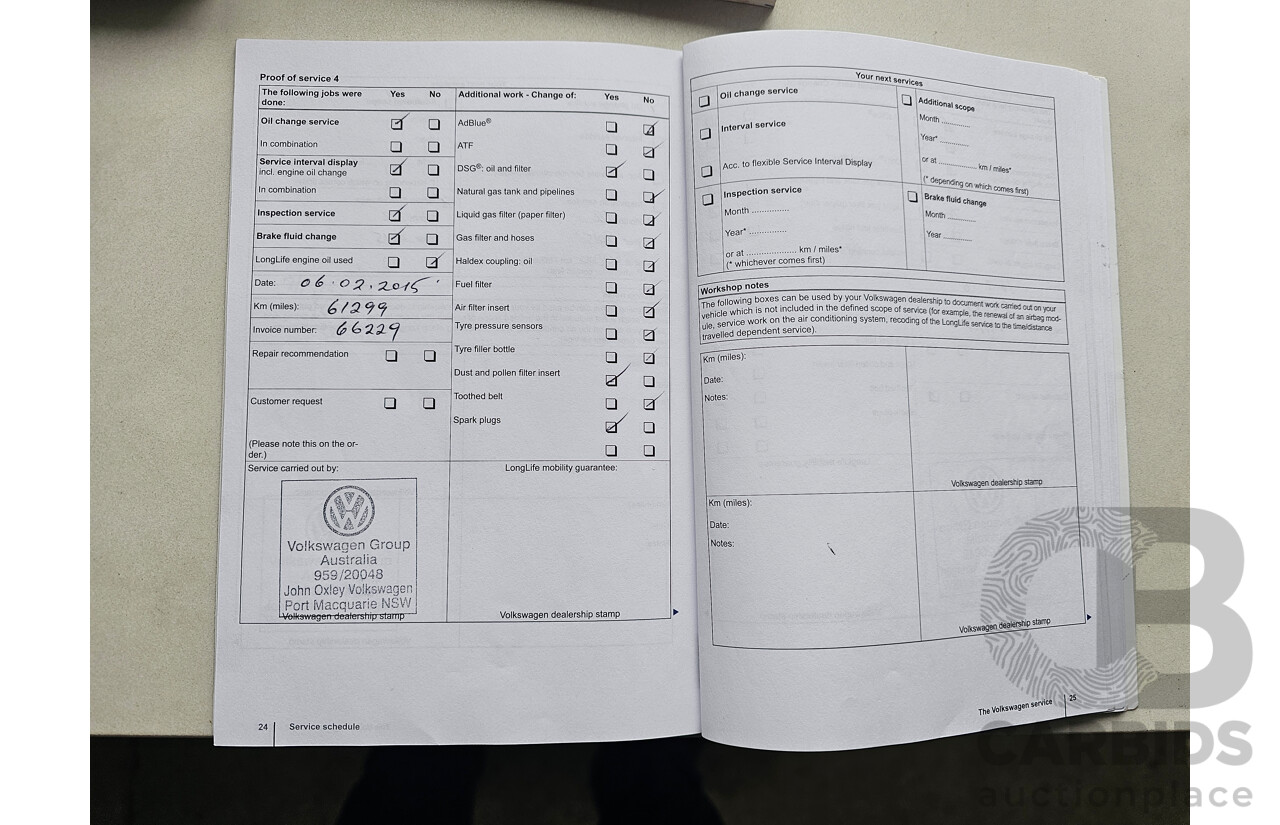 Proof of service 4
The following jobs were done: Yes No
Oil change service
In combination
Service interval display
incl. engine oil change
In combination
Inspection service
Brake fluid change
LongLife engine oil used
Date: 06.02.2015
Km (miles): 61299
Invoice number: 66229
Repair recommendation
Customer request
(Please note this on the or-
der.)
Additional work - Change of: Yes No
AdBlue®
ATF
DSG®: oil and filter
Natural gas tank and pipelines
Liquid gas filter (paper filter)
Gas filter and hoses
Haldex coupling: oil
Fuel filter
Air filter insert
Tyre pressure sensors
Tyre filler bottle
Dust and pollen filter insert
Toothed belt
Spark plugs
Service carried out by:
Volkswagen Group
Australia
959/20048
John Oxley Volkswagen
Port Macquarie NSW
Volkswagen dealership stamp
LongLife mobility guarantee:
Volkswagen dealership stamp
24 Service schedule
Your next services
Oil change service
Interval service
Acc. to flexible Service Interval Display
Additional scope
Month ..............
Year* ..............
or at .................. km / miles*
(* depending on which comes first)
Inspection service
Month ...............
Year* ...............
or at .................... km / miles*
(* whichever comes first)
Brake fluid change
Month ..............
Year ..............
Workshop notes
The following boxes can be used by your Volkswagen dealership to document work carried out on your
vehicle which is not included in the defined scope of service (for example, the renewal of an airbag mod-
ule, service work on the air conditioning system, recoding of the LongLife service to the time/distance
travelled dependent service).
Km (miles):
Date:
Notes:
Volkswagen dealership stamp
Km (miles):
Date:
Notes:
Volkswagen dealership stamp
The Volkswagen service 25
CARBIDS
auctionplace